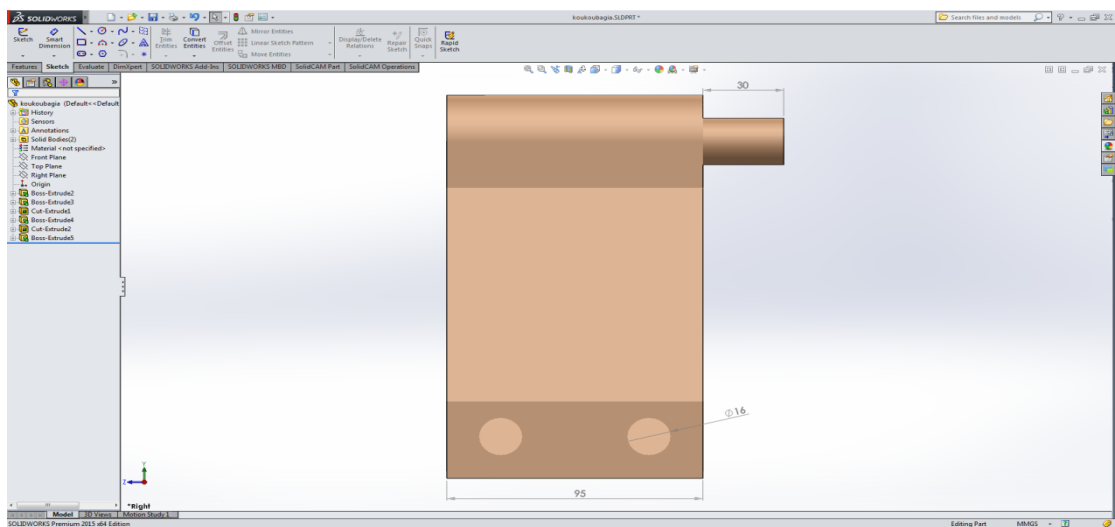 SOLIDWORKS
koukoubagia.SLDPRT *
Search files and models
Sketch
Smart Dimension
Trim Entities
Convert Entities
Offset Entities
Mirror Entities
Linear Sketch Pattern
Move Entities
Display/Delete Relations
Repair Sketch
Quick Snaps
Rapid Sketch
Features Sketch Evaluate DimXpert SOLIDWORKS Add-Ins SOLIDWORKS MBD SolidCAM Part SolidCAM Operations
koukoubagia (Default<<Default
History
Sensors
Annotations
Solid Bodies(2)
Material <not specified>
Front Plane
Top Plane
Right Plane
Origin
Boss-Extrude2
Boss-Extrude3
Cut-Extrude1
Boss-Extrude4
Cut-Extrude2
Boss-Extrude5
30
Φ16
95
Y
Z
*Right
Model 3D Views Motion Study 1
SOLIDWORKS Premium 2015 x64 Edition
Editing Part MMGS